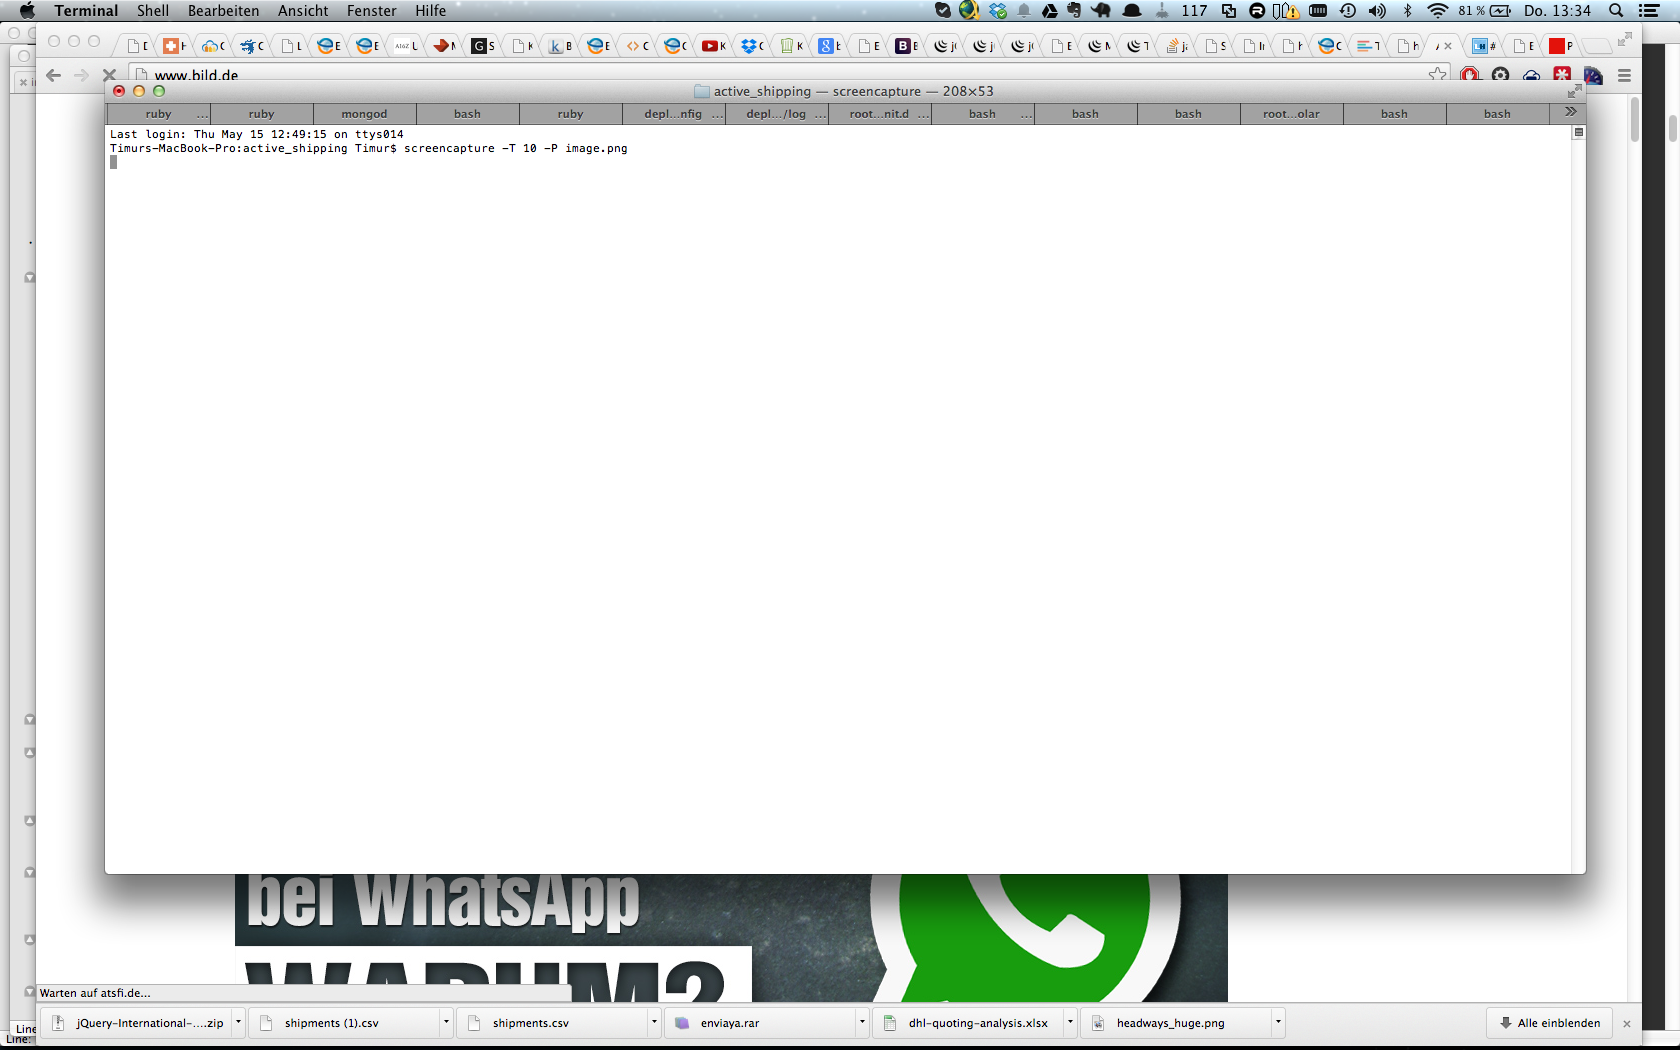 Terminal Shell Bearbeiten Ansicht Fenster Hilfe 117 81 % Do. 13:34
www.bild.de
active_shipping — screencapture — 208×53
ruby ... ruby mongod bash ruby depl...nfig ... depl.../log ... root...nit.d ... bash ... bash bash root...olar bash bash
Last login: Thu May 15 12:49:15 on ttys014
Timurs-MacBook-Pro:active_shipping Timur$ screencapture -T 10 -P image.png
bei WhatsApp
WARUM?
Warten auf atsfi.de...
jQuery-International-....zip shipments (1).csv shipments.csv enviaya.rar dhl-quoting-analysis.xlsx headways_huge.png Alle einblenden
Line
Line: